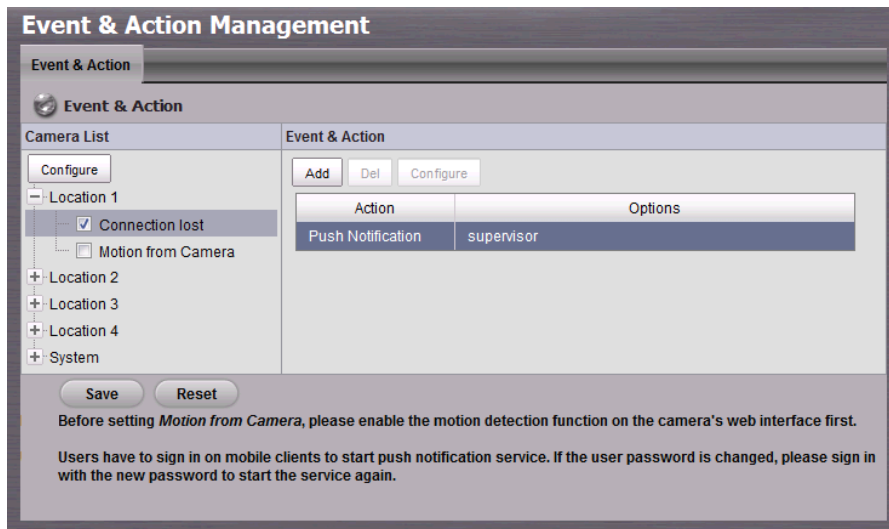 Event & Action Management
Event & Action
Event & Action
Camera List
Event & Action
Configure
Add
Del
Configure
Location 1
Connection lost
Motion from Camera
Location 2
Location 3
Location 4
System
Action
Options
Push Notification
supervisor
Save
Reset
Before setting Motion from Camera, please enable the motion detection function on the camera's web interface first.
Users have to sign in on mobile clients to start push notification service. If the user password is changed, please sign in
with the new password to start the service again.